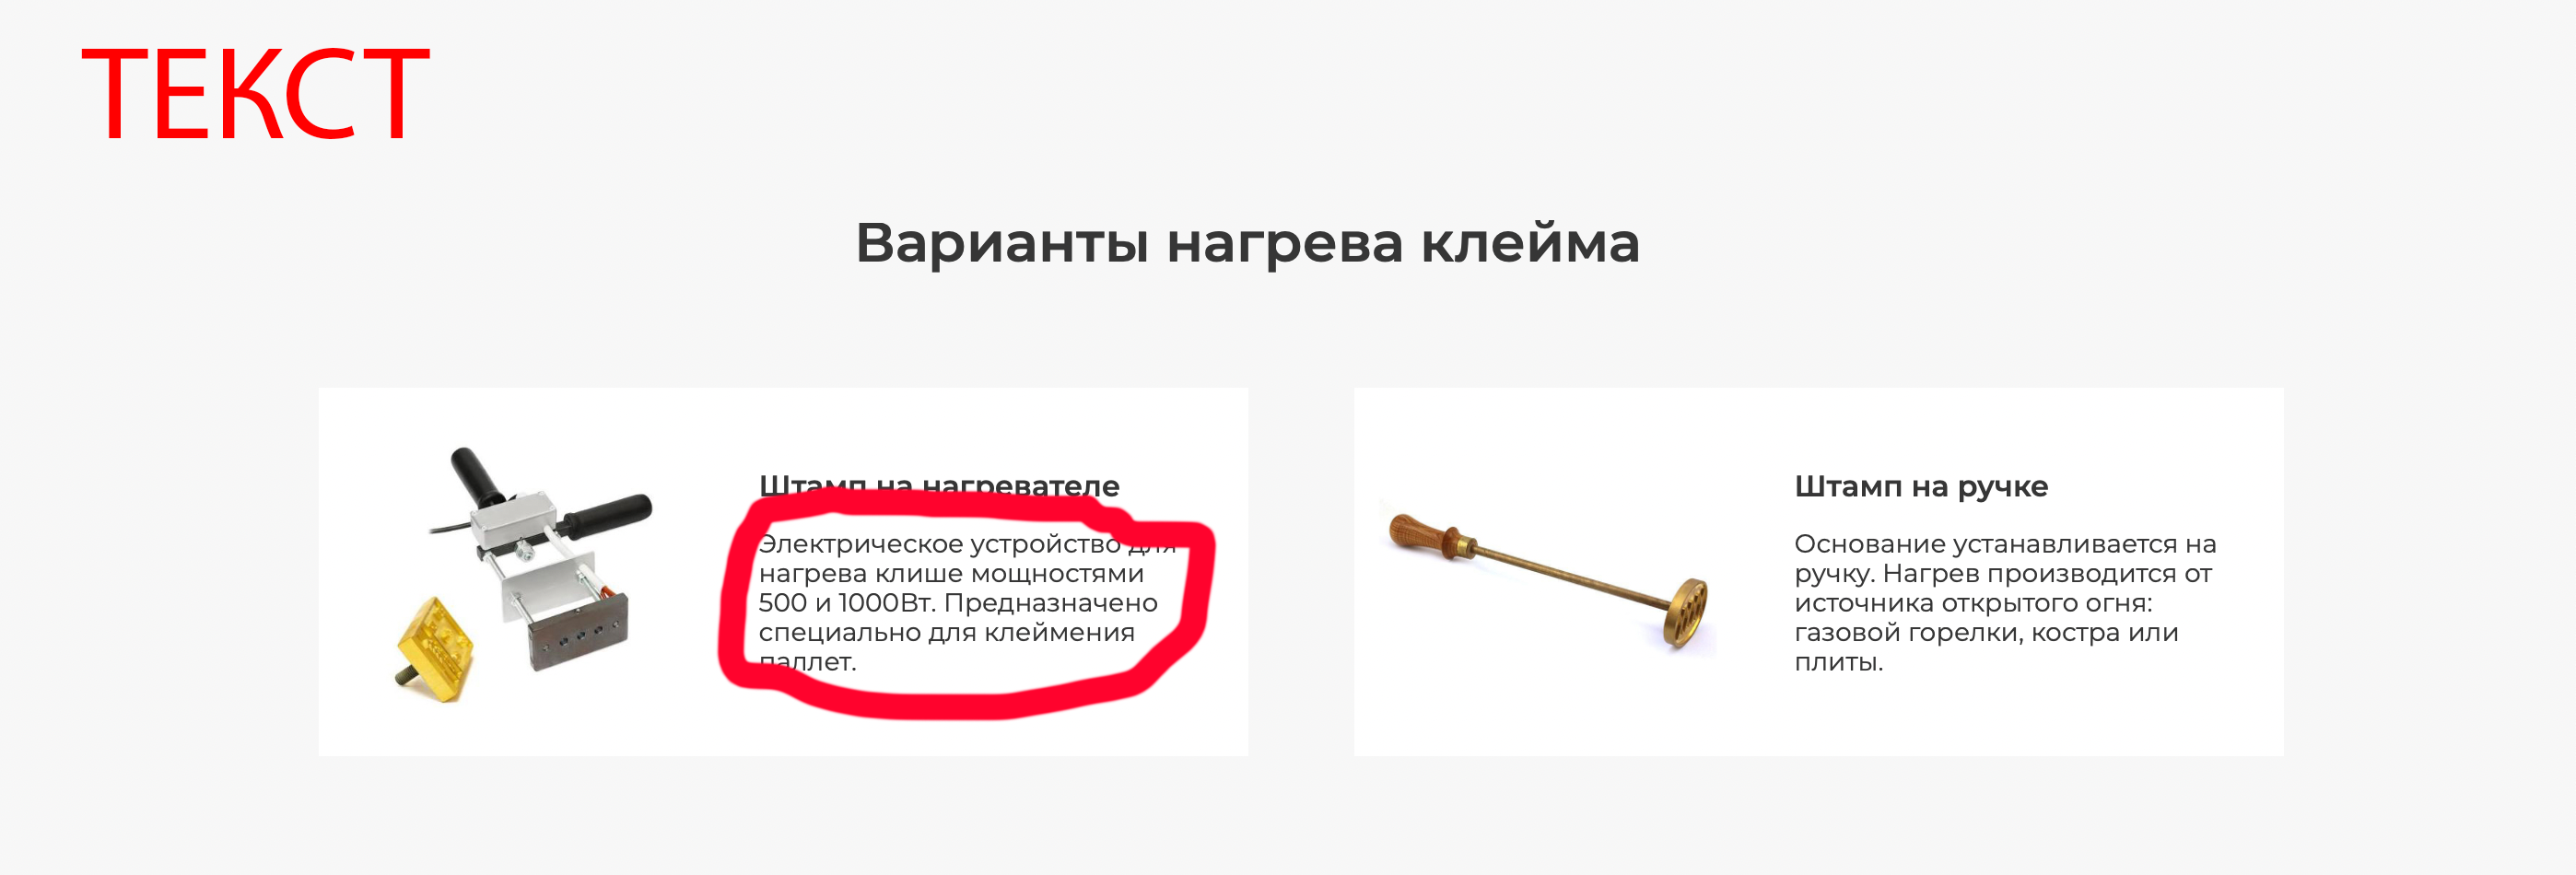 ТЕКСТ
Варианты нагрева клейма
Штамп на нагревателе
Электрическое устройство для
нагрева клише мощностями
500 и 1000Вт. Предназначено
специально для клеймения
паллет.
Штамп на ручке
Основание устанавливается на
ручку. Нагрев производится от
источника открытого огня:
газовой горелки, костра или
плиты.